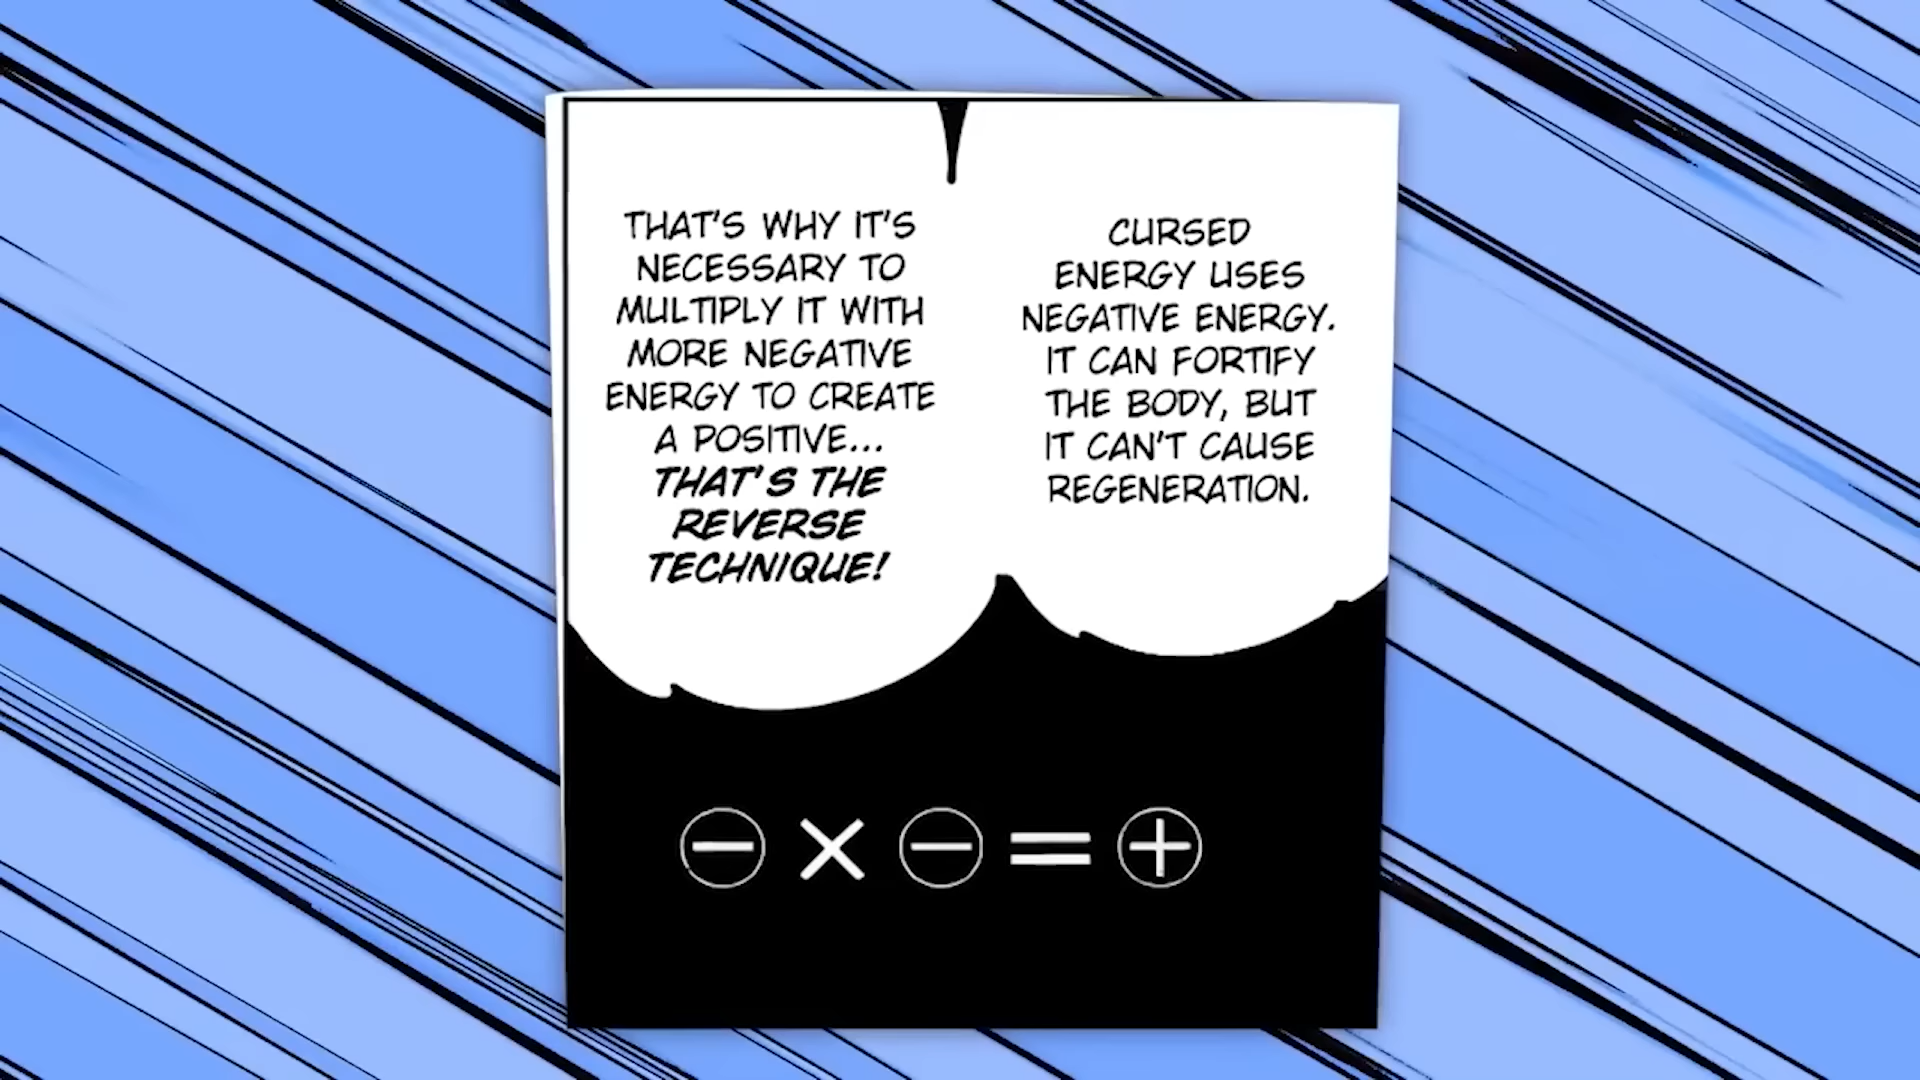 CURSED
ENERGY USES
NEGATIVE ENERGY.
IT CAN FORTIFY
THE BODY, BUT
IT CAN'T CAUSE
REGENERATION.
THAT'S WHY IT'S
NECESSARY TO
MULTIPLY IT WITH
MORE NEGATIVE
ENERGY TO CREATE
A POSITIVE...
THAT'S THE
REVERSE
TECHNIQUE!
⊖ × ⊖ = ⊕